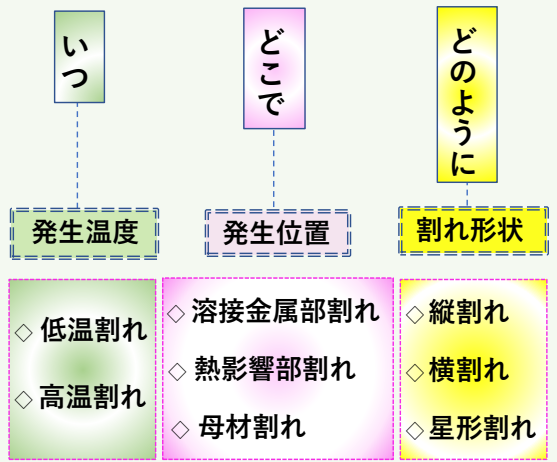 いつ
どこで
どのように
発生温度
発生位置
割れ形状
◇ 低温割れ
◇ 高温割れ
◇ 溶接金属部割れ
◇ 熱影響部割れ
◇ 母材割れ
◇ 縦割れ
◇ 横割れ
◇ 星形割れ